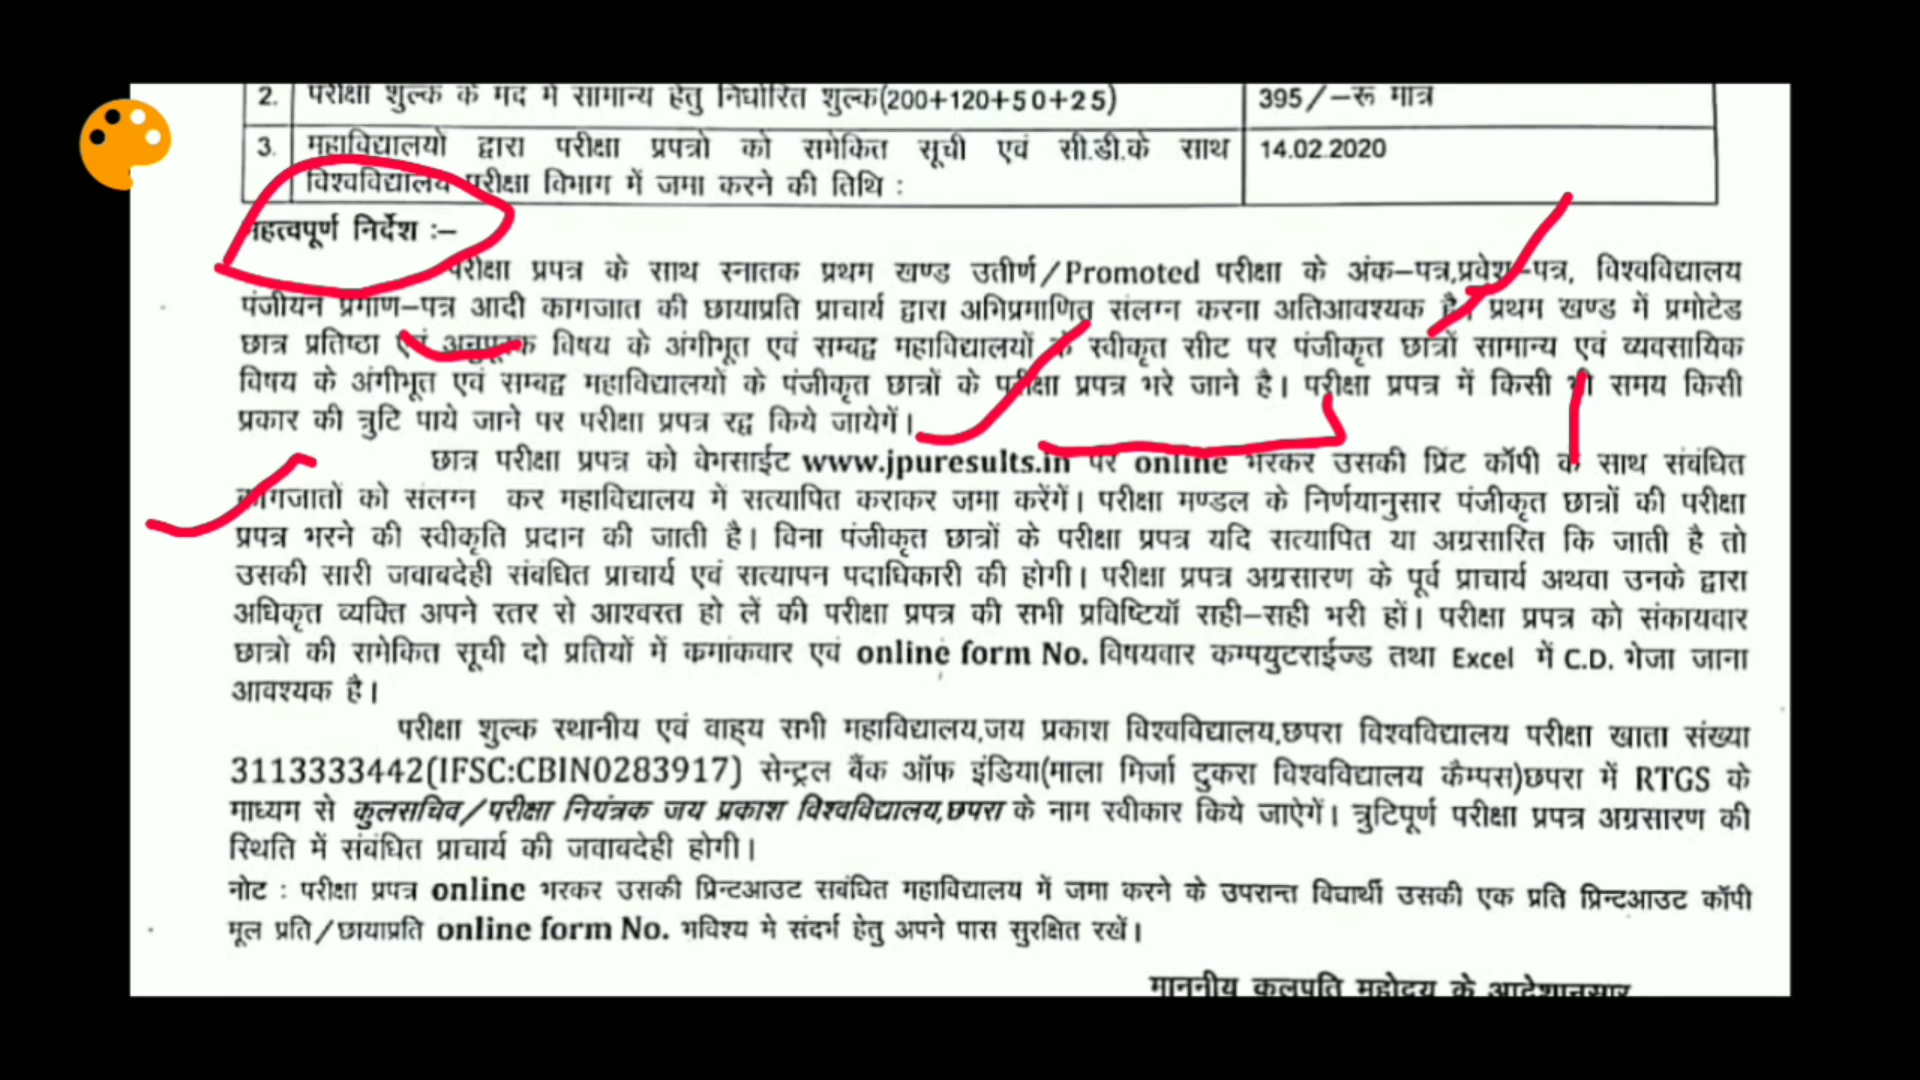 2. परीक्षा शुल्क के मद में सामान्य हेतु निर्धारित शुल्क(200+120+50+25) 395/–रू मात्र
3. महाविद्यालयो द्वारा परीक्षा प्रपत्रो को समेकित सूची एवं सी.डी.के साथ 14.02.2020
विश्वविद्यालय परीक्षा विभाग में जमा करने की तिथि :
महत्वपूर्ण निर्देश :–
परीक्षा प्रपत्र के साथ स्नातक प्रथम खण्ड उतीर्ण/Promoted परीक्षा के अंक–पत्र,प्रवेश–पत्र, विश्वविद्यालय
पंजीयन प्रमाण–पत्र आदी कागजात की छायाप्रति प्राचार्य द्वारा अभिप्रमाणित संलग्न करना अतिआवश्यक है। प्रथम खण्ड में प्रमोटेड
छात्र प्रतिष्ठा एवं अनुपूरक विषय के अंगीभूत एवं सम्बद्व महाविद्यालयों के स्वीकृत सीट पर पंजीकृत छात्रों सामान्य एवं व्यवसायिक
विषय के अंगीभूत एवं सम्बद्व महाविद्यालयों के पंजीकृत छात्रों के परीक्षा प्रपत्र भरे जाने है। परीक्षा प्रपत्र में किसी भी समय किसी
प्रकार की त्रुटि पाये जाने पर परीक्षा प्रपत्र रद्व किये जायेगें।
छात्र परीक्षा प्रपत्र को वेभसाईट www.jpuresults.in पर online भरकर उसकी प्रिंट कॉपी के साथ संबंधित
कागजातों को संलग्न कर महाविद्यालय में सत्यापित कराकर जमा करेंगें। परीक्षा मण्डल के निर्णयानुसार पंजीकृत छात्रों की परीक्षा
प्रपत्र भरने की स्वीकृति प्रदान की जाती है। विना पंजीकृत छात्रों के परीक्षा प्रपत्र यदि सत्यापित या अग्रसारित कि जाती है तो
उसकी सारी जवाबदेही संबंधित प्राचार्य एवं सत्यापन पदाधिकारी की होगी। परीक्षा प्रपत्र अग्रसारण के पूर्व प्राचार्य अथवा उनके द्वारा
अधिकृत व्यक्ति अपने स्तर से आश्वस्त हो लें की परीक्षा प्रपत्र की सभी प्रविष्टियॉ सही–सही भरी हों। परीक्षा प्रपत्र को संकायवार
छात्रो की समेकित सूची दो प्रतियों में कमांकवार एवं online form No. विषयवार कम्पयुटराईज्ड तथा Excel में C.D. भेजा जाना
आवश्यक है।
परीक्षा शुल्क स्थानीय एवं वाह्य सभी महाविद्यालय,जय प्रकाश विश्वविद्यालय,छपरा विश्वविद्यालय परीक्षा खाता संख्या
3113333442(IFSC:CBIN0283917) सेन्ट्रल बैंक ऑफ इंडिया(माला मिर्जा टुकरा विश्वविद्यालय कैम्पस)छपरा में RTGS के
माध्यम से कुलसचिव/परीक्षा नियंत्रक जय प्रकाश विश्वविद्यालय,छपरा के नाम स्वीकार किये जाऐगें। त्रुटिपूर्ण परीक्षा प्रपत्र अग्रसारण की
स्थिति में संबंधित प्राचार्य की जवाबदेही होगी।
नोट : परीक्षा प्रपत्र online भरकर उसकी प्रिन्टआउट सबंधित महाविद्यालय में जमा करने के उपरान्त विद्यार्थी उसकी एक प्रति प्रिन्टआउट कॉपी
मूल प्रति/छायाप्रति online form No. भविश्य मे संदर्भ हेतु अपने पास सुरक्षित रखें।
माननीय कुलपति महोदय के आदेशानुसार